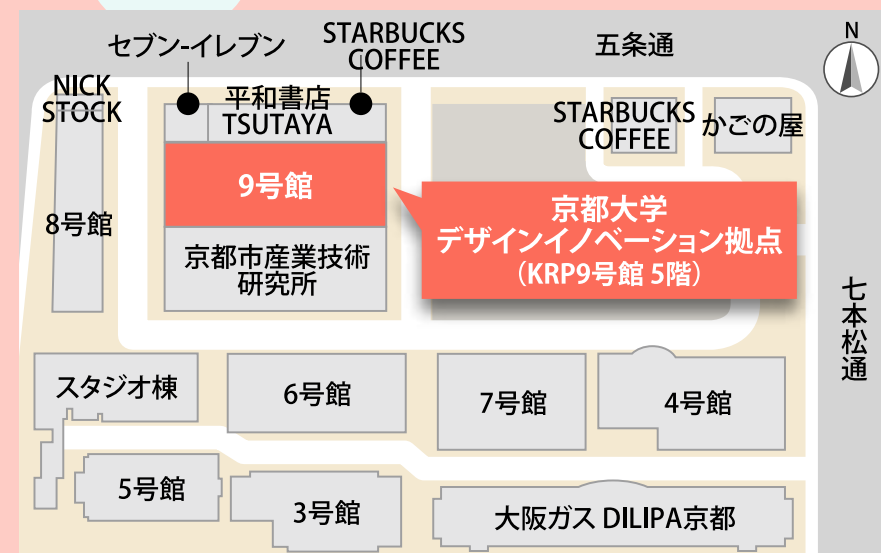 セブン-イレブン
STARBUCKS
COFFEE
五条通
N
NICK
STOCK
平和書店
TSUTAYA
STARBUCKS
COFFEE
かごの屋
9号館
8号館
京都大学
デザインイノベーション拠点
(KRP9号館 5階)
京都市産業技術
研究所
七本松通
スタジオ棟
6号館
7号館
4号館
5号館
3号館
大阪ガス DILIPA京都